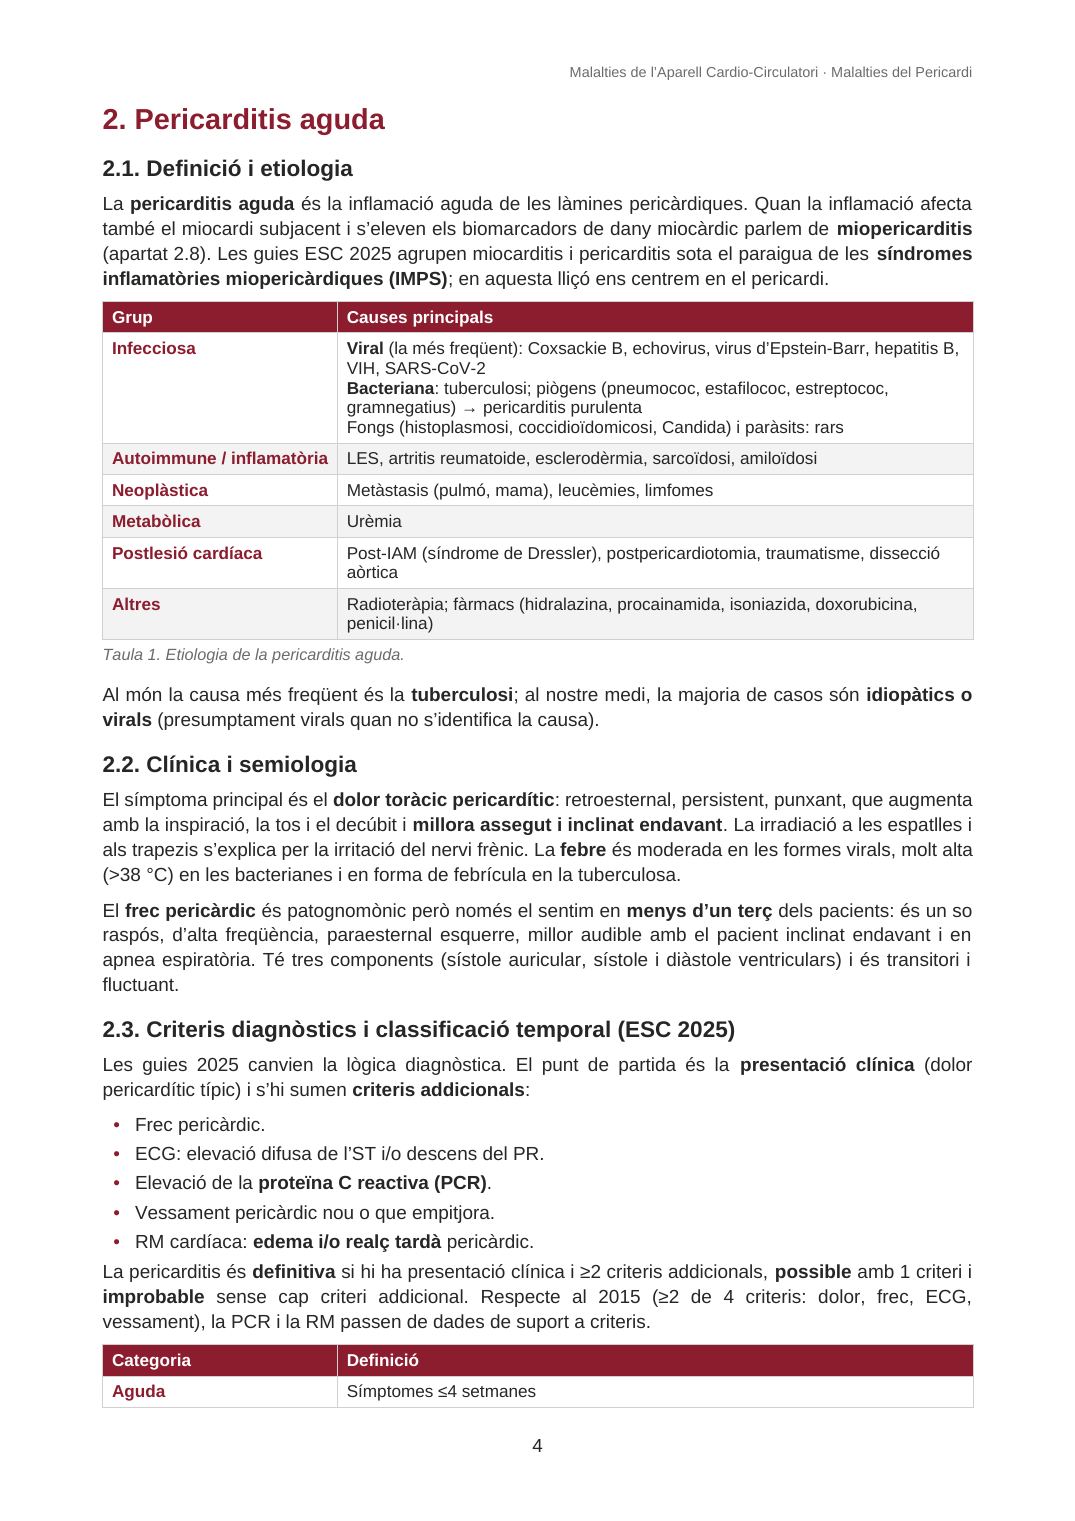 Malalties de l’Aparell Cardio-Circulatori · Malalties del Pericardi
2. Pericarditis aguda
2.1. Definició i etiologia
La pericarditis aguda és la inflamació aguda de les làmines pericàrdiques. Quan la inflamació afecta
també el miocardi subjacent i s’eleven els biomarcadors de dany miocàrdic parlem de miopericarditis
(apartat 2.8). Les guies ESC 2025 agrupen miocarditis i pericarditis sota el paraigua de les síndromes
inflamatòries miopericàrdiques (IMPS); en aquesta lliçó ens centrem en el pericardi.
Grup Causes principals
Infecciosa Viral (la més freqüent): Coxsackie B, echovirus, virus d’Epstein-Barr, hepatitis B,
VIH, SARS-CoV-2
Bacteriana: tuberculosi; piògens (pneumococ, estafilococ, estreptococ,
gramnegatius) → pericarditis purulenta
Fongs (histoplasmosi, coccidioïdomicosi, Candida) i paràsits: rars
Autoimmune / inflamatòria LES, artritis reumatoide, esclerodèrmia, sarcoïdosi, amiloïdosi
Neoplàstica Metàstasis (pulmó, mama), leucèmies, limfomes
Metabòlica Urèmia
Postlesió cardíaca Post-IAM (síndrome de Dressler), postpericardiotomia, traumatisme, dissecció
aòrtica
Altres Radioteràpia; fàrmacs (hidralazina, procainamida, isoniazida, doxorubicina,
penicil·lina)
Taula 1. Etiologia de la pericarditis aguda.
Al món la causa més freqüent és la tuberculosi; al nostre medi, la majoria de casos són idiopàtics o
virals (presumptament virals quan no s’identifica la causa).
2.2. Clínica i semiologia
El símptoma principal és el dolor toràcic pericardític: retroesternal, persistent, punxant, que augmenta
amb la inspiració, la tos i el decúbit i millora assegut i inclinat endavant. La irradiació a les espatlles i
als trapezis s’explica per la irritació del nervi frènic. La febre és moderada en les formes virals, molt alta
(>38 °C) en les bacterianes i en forma de febrícula en la tuberculosa.
El frec pericàrdic és patognomònic però només el sentim en menys d’un terç dels pacients: és un so
raspós, d’alta freqüència, paraesternal esquerre, millor audible amb el pacient inclinat endavant i en
apnea espiratòria. Té tres components (sístole auricular, sístole i diàstole ventriculars) i és transitori i
fluctuant.
2.3. Criteris diagnòstics i classificació temporal (ESC 2025)
Les guies 2025 canvien la lògica diagnòstica. El punt de partida és la presentació clínica (dolor
pericardític típic) i s’hi sumen criteris addicionals:
• Frec pericàrdic.
• ECG: elevació difusa de l’ST i/o descens del PR.
• Elevació de la proteïna C reactiva (PCR).
• Vessament pericàrdic nou o que empitjora.
• RM cardíaca: edema i/o realç tardà pericàrdic.
La pericarditis és definitiva si hi ha presentació clínica i ≥2 criteris addicionals, possible amb 1 criteri i
improbable sense cap criteri addicional. Respecte al 2015 (≥2 de 4 criteris: dolor, frec, ECG,
vessament), la PCR i la RM passen de dades de suport a criteris.
Categoria Definició
Aguda Símptomes ≤4 setmanes
4